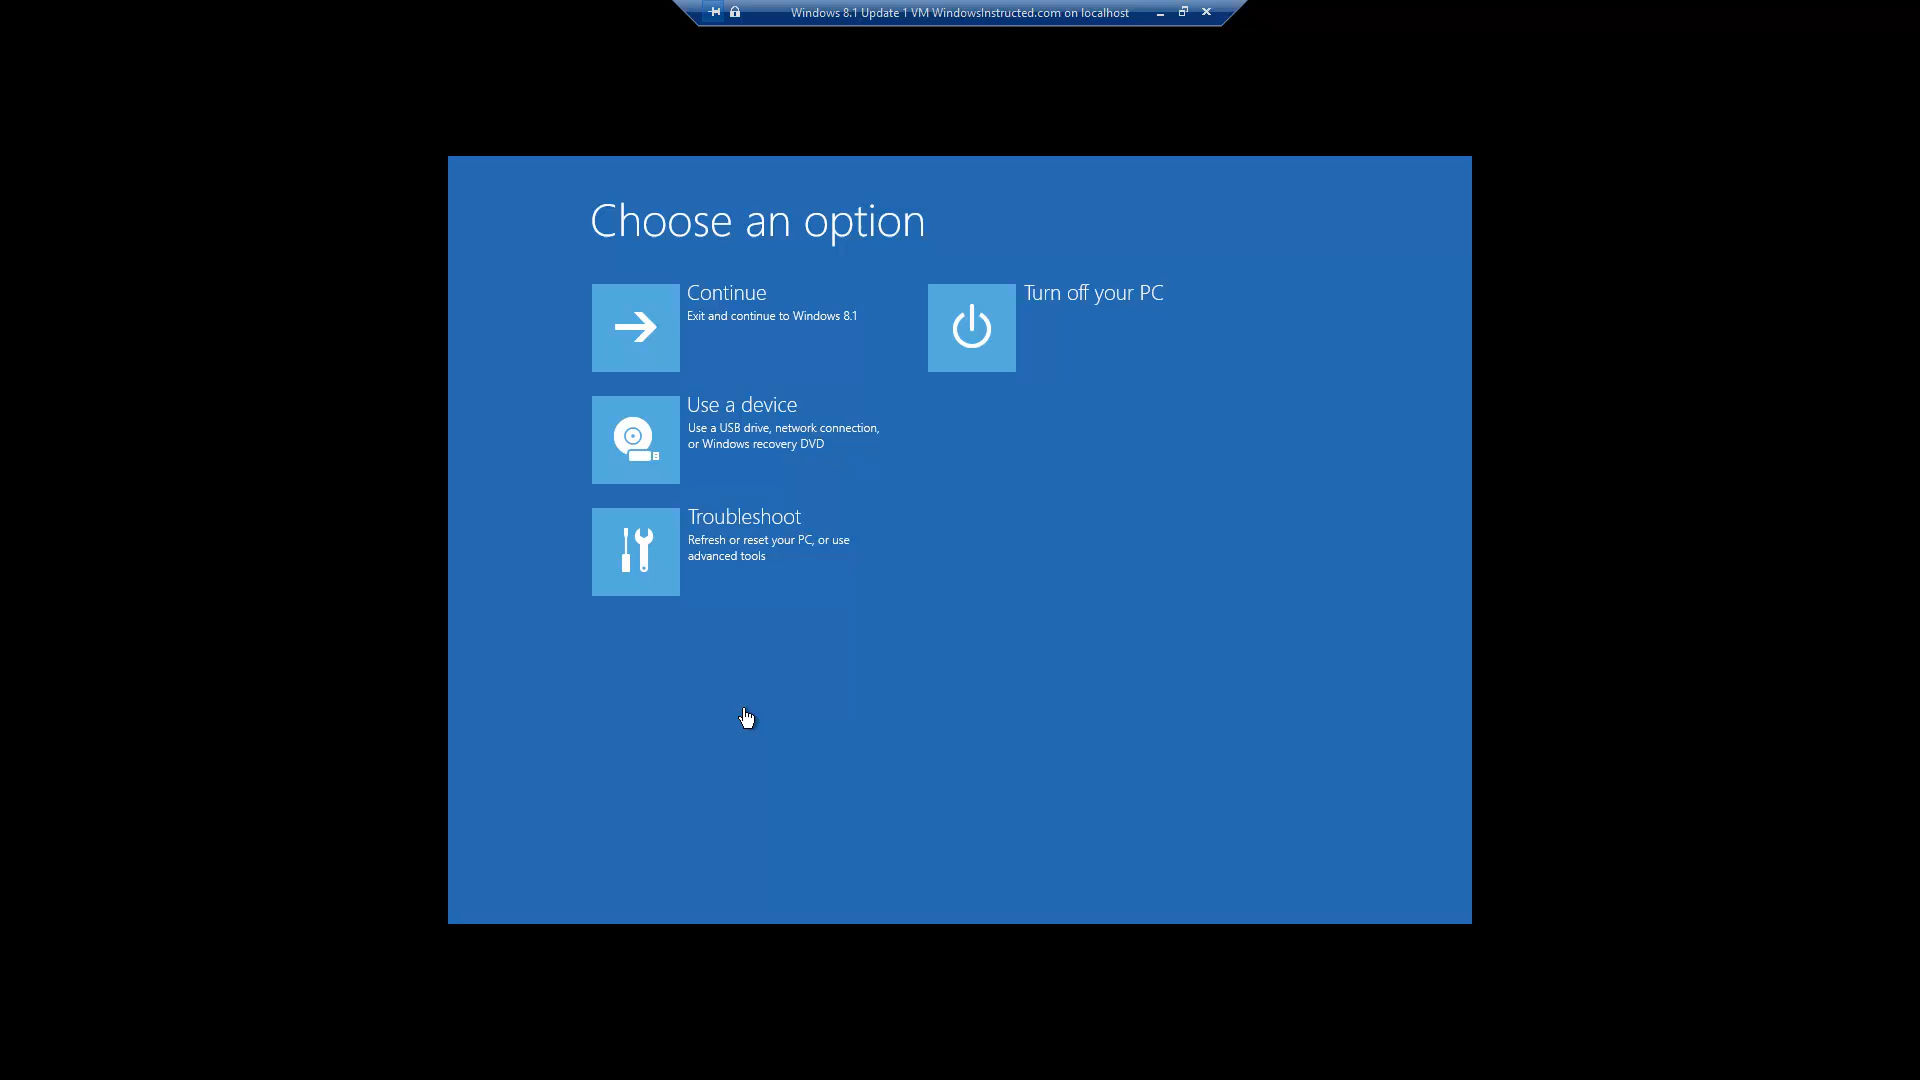 Windows 8.1 Update 1 VM WindowsInstructed.com on localhost
Choose an option
Continue
Exit and continue to Windows 8.1
Turn off your PC
Use a device
Use a USB drive, network connection,
or Windows recovery DVD
Troubleshoot
Refresh or reset your PC, or use
advanced tools